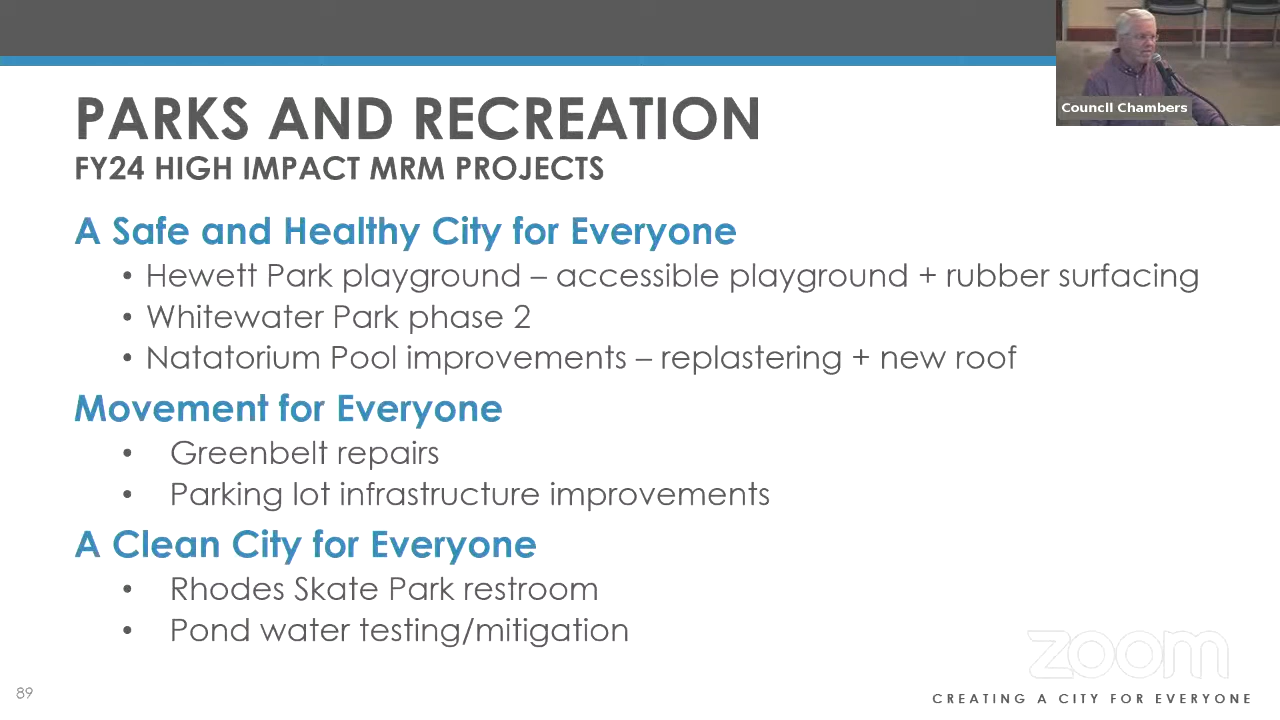 Council Chambers
PARKS AND RECREATION
FY24 HIGH IMPACT MRM PROJECTS
A Safe and Healthy City for Everyone
• Hewett Park playground – accessible playground + rubber surfacing
• Whitewater Park phase 2
• Natatorium Pool improvements – replastering + new roof
Movement for Everyone
• Greenbelt repairs
• Parking lot infrastructure improvements
A Clean City for Everyone
• Rhodes Skate Park restroom
• Pond water testing/mitigation
zoom
89
CREATING A CITY FOR EVERYONE